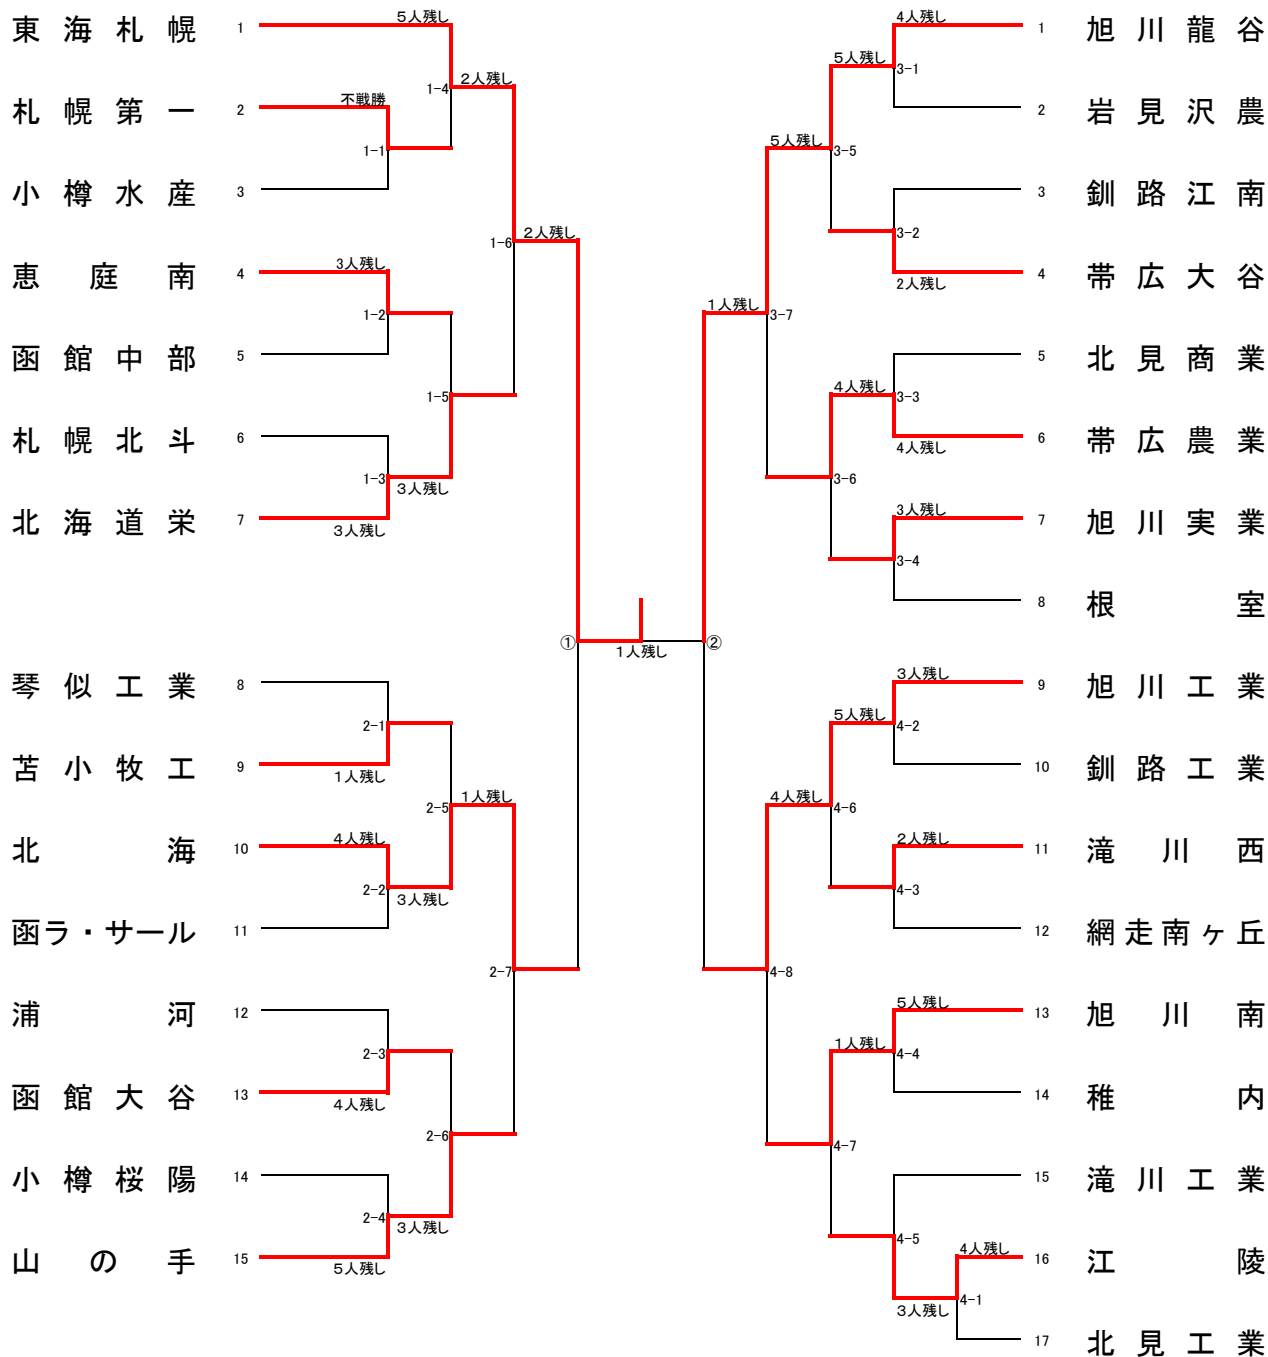 東海札幌 1 5人残し
札幌第一 2 不戦勝
小樽水産 3
恵庭南 4 3人残し
函館中部 5
札幌北斗 6
北海道栄 7 3人残し
琴似工業 8
苫小牧工 9 1人残し
北海 10 4人残し
函ラ・サール 11
浦河 12
函館大谷 13 4人残し
小樽桜陽 14
山の手 15 5人残し
1-1
1-2
1-3
3人残し
1-4
2人残し
1-5
1-6
2人残し
2-1
2-2
3人残し
2-3
2-4
3人残し
2-5
1人残し
2-6
2-7
①
1人残し
②
4人残し 1 旭川龍谷
2 岩見沢農
3 釧路江南
2人残し 4 帯広大谷
5 北見商業
4人残し 6 帯広農業
3人残し 7 旭川実業
8 根室
3人残し 9 旭川工業
10 釧路工業
2人残し 11 滝川西
12 網走南ヶ丘
5人残し 13 旭川南
14 稚内
15 滝川工業
4人残し 16 江陵
17 北見工業
5人残し
3-1
3-2
4人残し
3-3
3-4
5人残し
3-5
3-6
1人残し
3-7
4-1
5人残し
4-2
4-3
1人残し
4-4
4-5
3人残し
4人残し
4-6
4-7
4-8